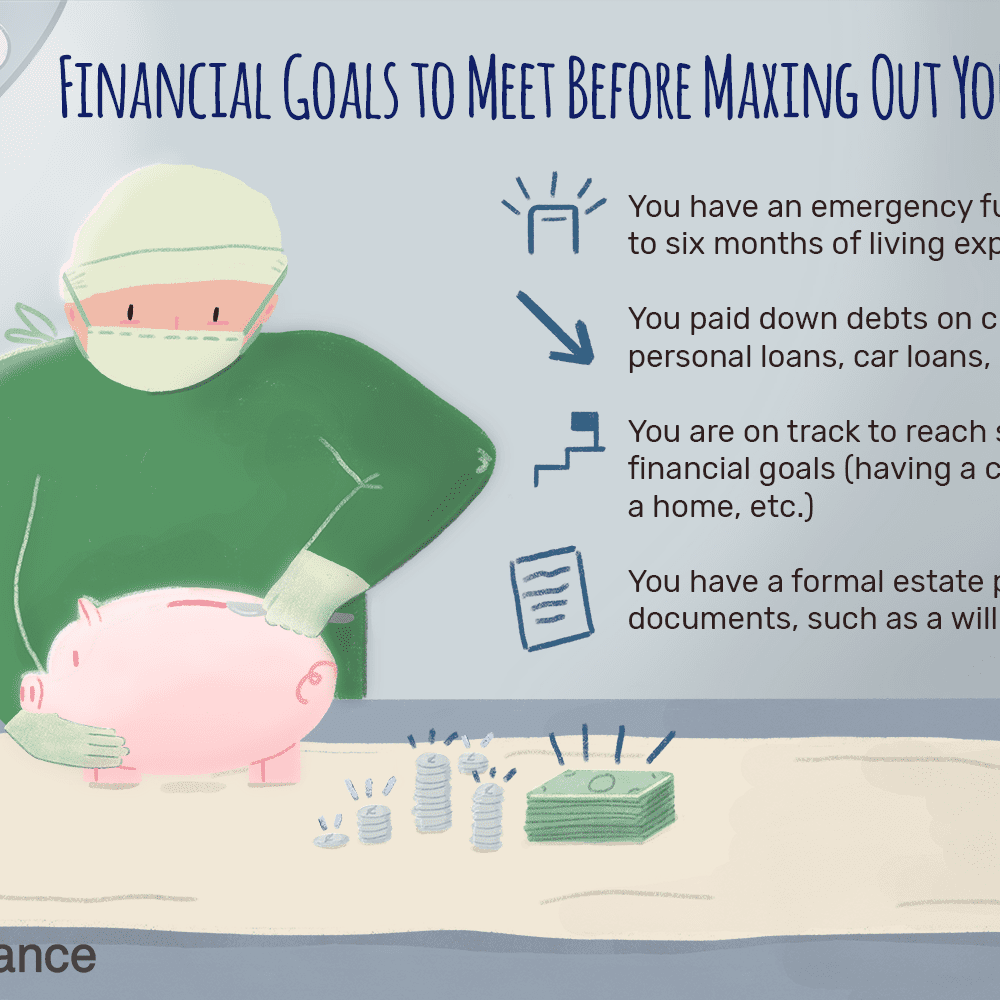 FINANCIAL GOALS TO MEET BEFORE MAXING OUT YOU
You have an emergency fu
to six months of living exp
You paid down debts on c
personal loans, car loans,
You are on track to reach s
financial goals (having a c
a home, etc.)
You have a formal estate p
documents, such as a will
ance